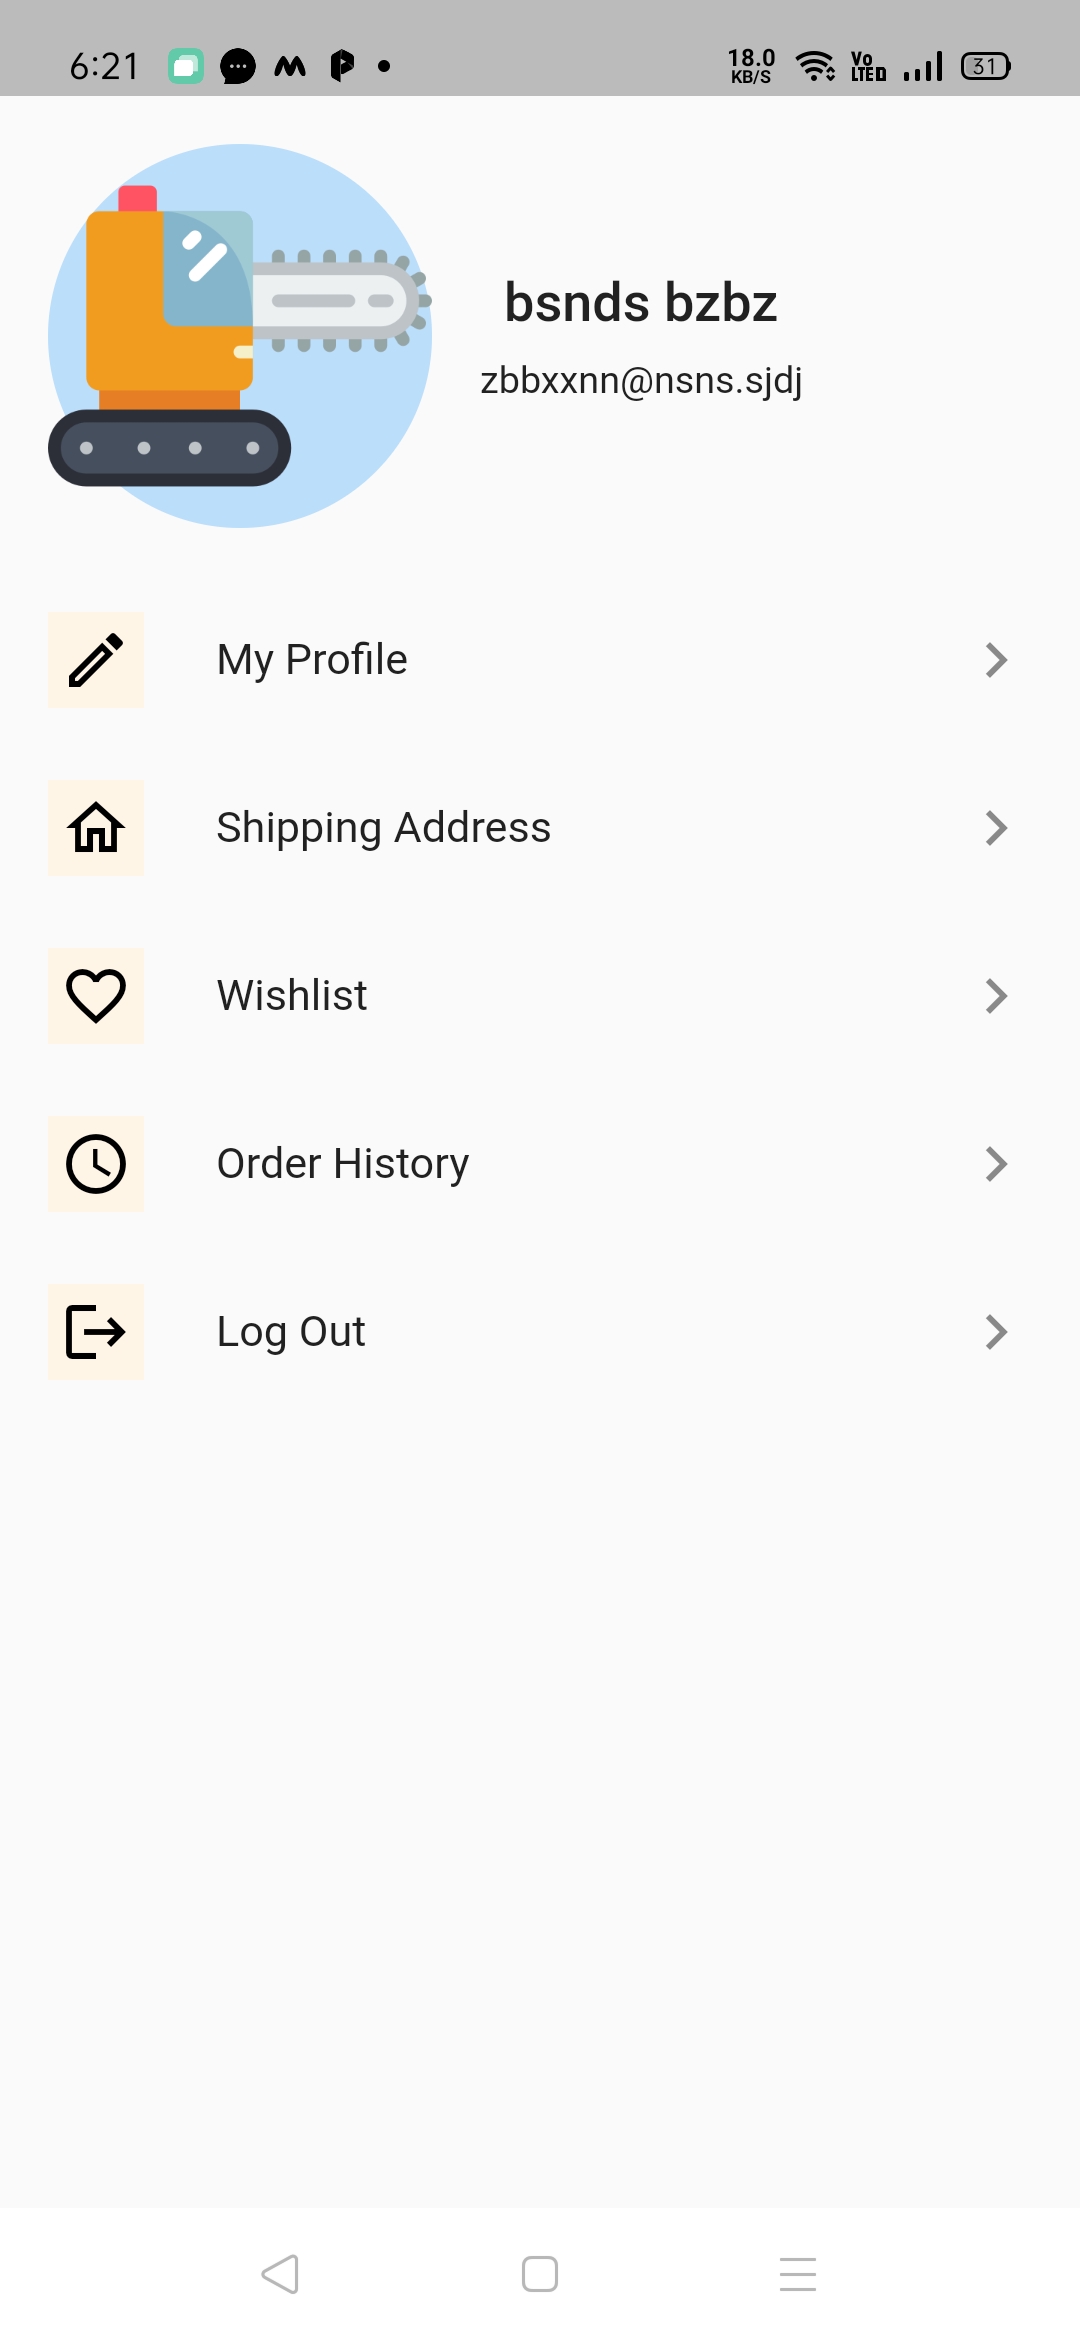 6:21
18.0
KB/S
Vo
LTE D
31
bsnds bzbz
zbbxxnn@nsns.sjdj
My Profile
Shipping Address
Wishlist
Order History
Log Out